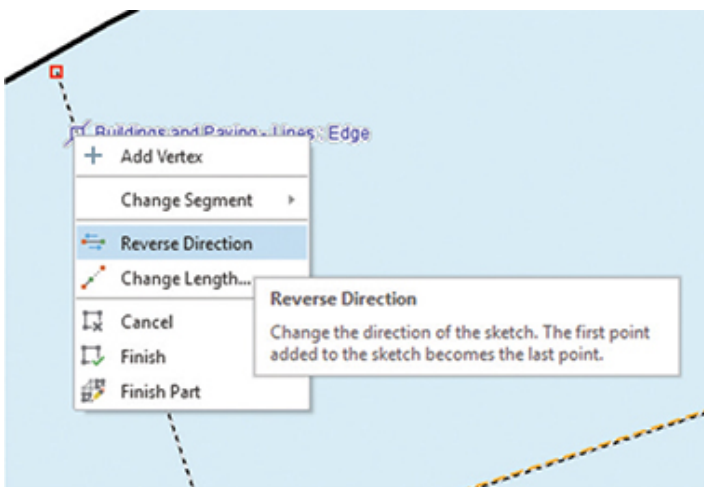 Buildings and Paving - Lines : Edge
Add Vertex
Change Segment
Reverse Direction
Change Length...
Reverse Direction
Change the direction of the sketch. The first point
added to the sketch becomes the last point.
Cancel
Finish
Finish Part